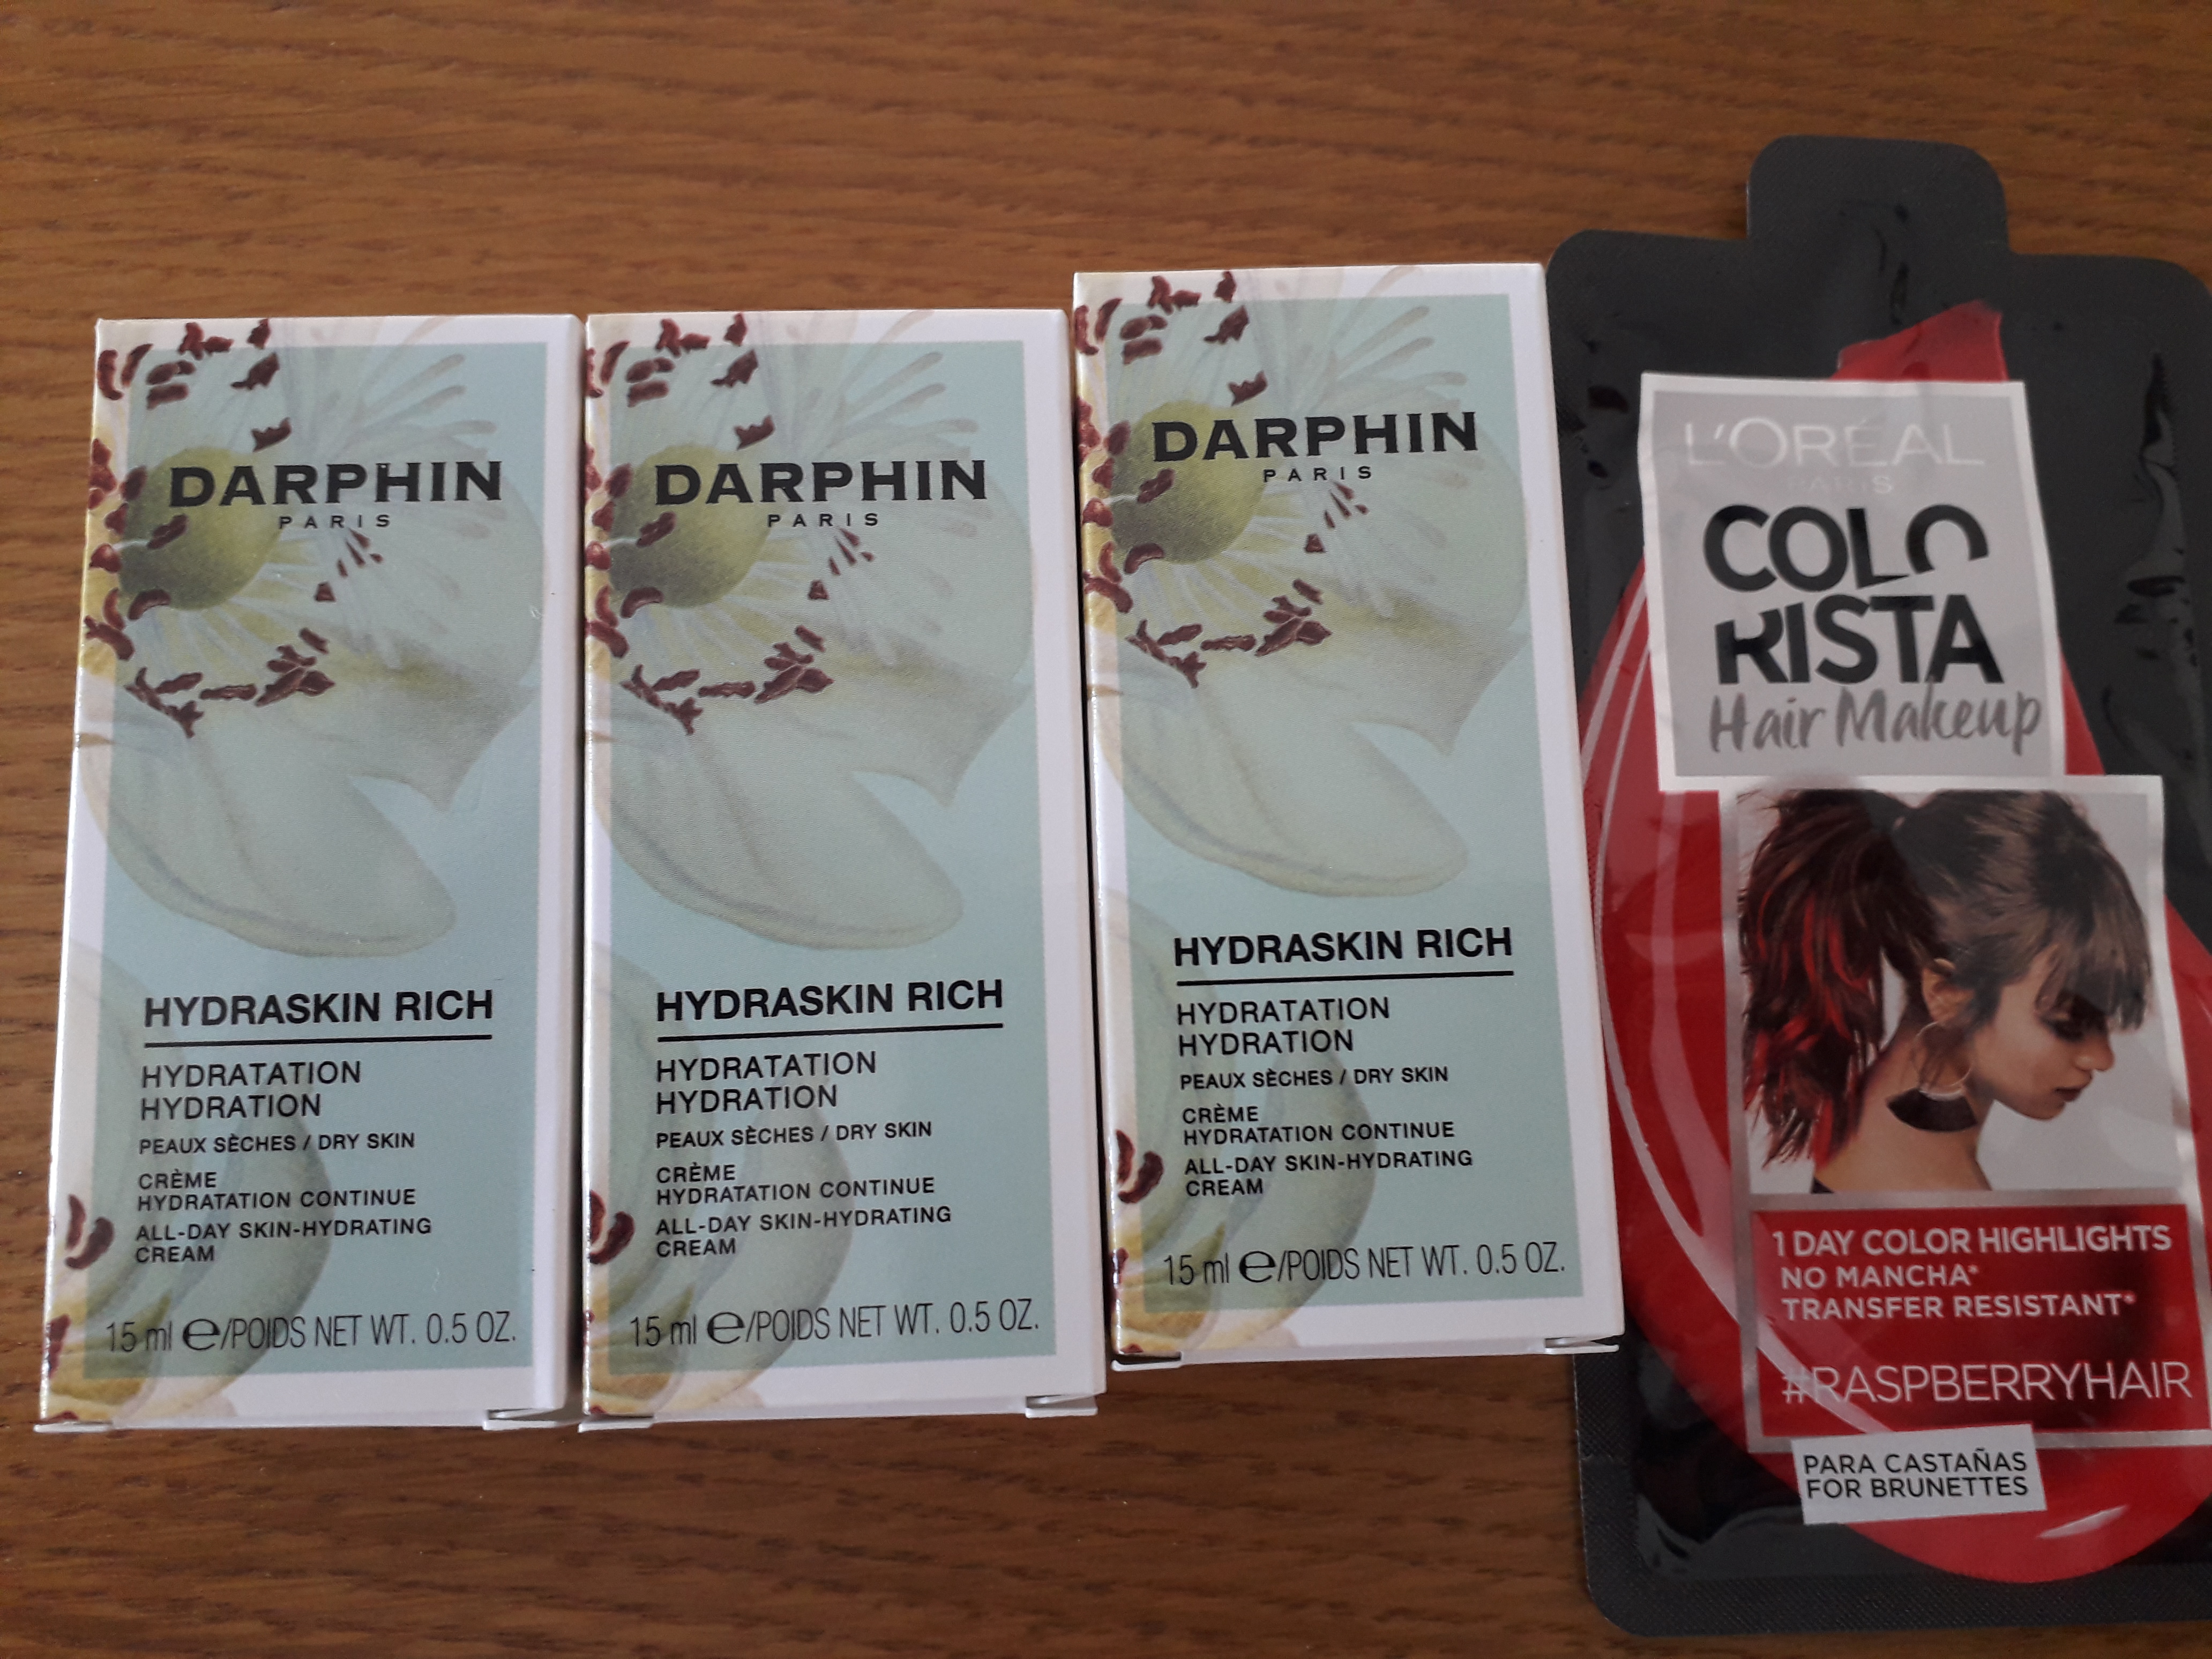 DARPHIN
PARIS
HYDRASKIN RICH
HYDRATATION
HYDRATION
PEAUX SÈCHES / DRY SKIN
CRÈME
HYDRATATION CONTINUE
ALL-DAY SKIN-HYDRATING
CREAM
15 ml e/POIDS NET WT. 0.5 OZ.
DARPHIN
PARIS
HYDRASKIN RICH
HYDRATATION
HYDRATION
PEAUX SÈCHES / DRY SKIN
CRÈME
HYDRATATION CONTINUE
ALL-DAY SKIN-HYDRATING
CREAM
15 ml e/POIDS NET WT. 0.5 OZ.
DARPHIN
PARIS
HYDRASKIN RICH
HYDRATATION
HYDRATION
PEAUX SÈCHES / DRY SKIN
CRÈME
HYDRATATION CONTINUE
ALL-DAY SKIN-HYDRATING
CREAM
15 ml e/POIDS NET WT. 0.5 OZ.
L'ORÉAL
PARIS
COLO
RISTA
Hair Makeup
1 DAY COLOR HIGHLIGHTS
NO MANCHA*
TRANSFER RESISTANT*
#RASPBERRYHAIR
PARA CASTAÑAS
FOR BRUNETTES